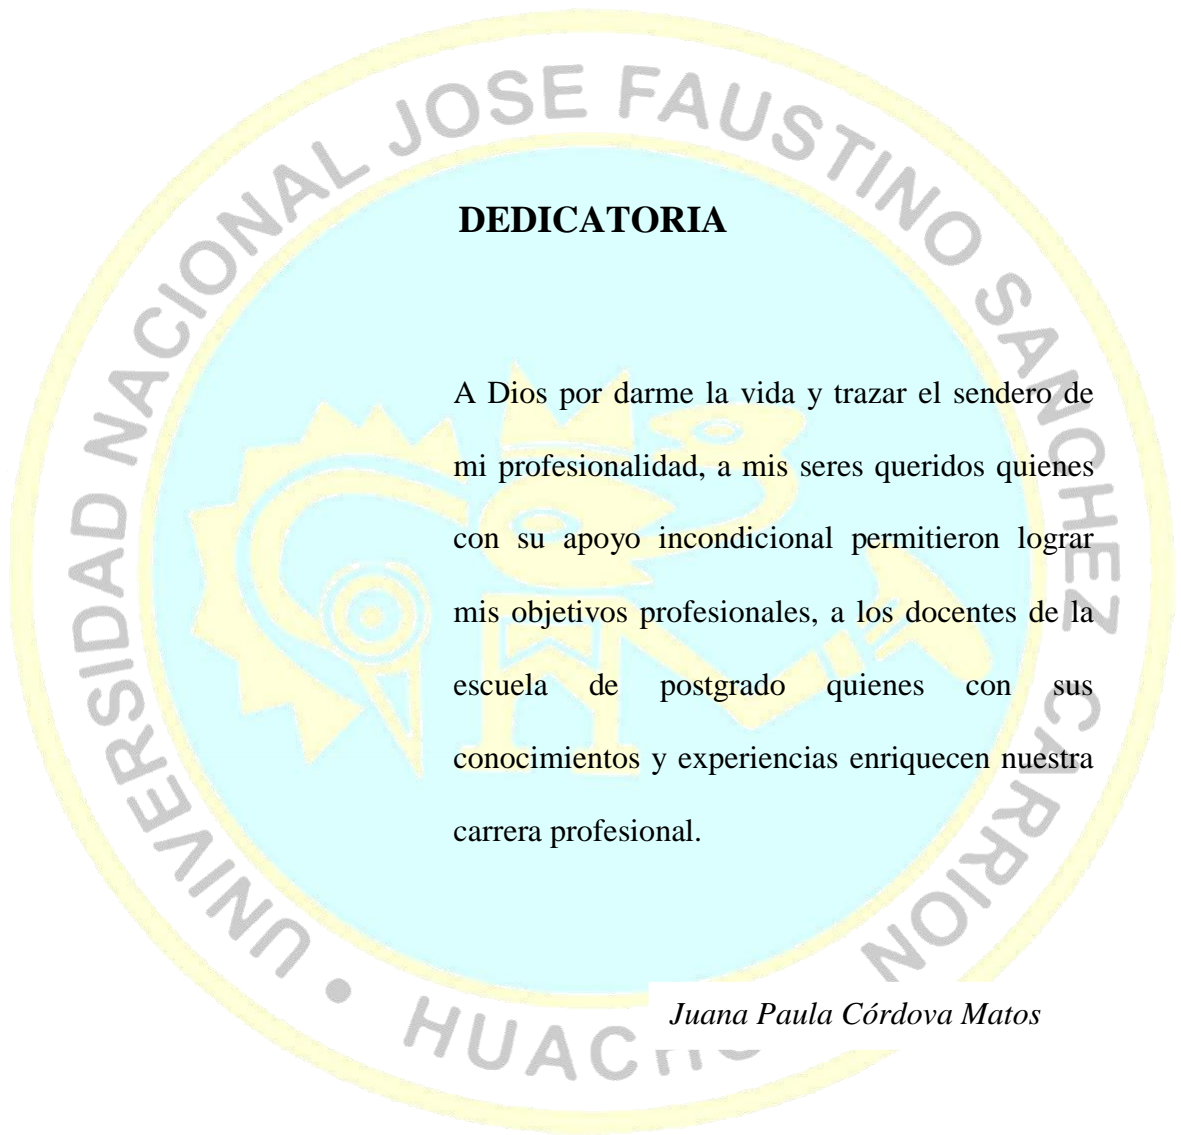 UNIVERSIDAD NACIONAL JOSE FAUSTINO SANCHEZ CARRION
DEDICATORIA
A Dios por darme la vida y trazar el sendero de
mi profesionalidad, a mis seres queridos quienes
con su apoyo incondicional permitieron lograr
mis objetivos profesionales, a los docentes de la
escuela de postgrado quienes con sus
conocimientos y experiencias enriquecen nuestra
carrera profesional.
Juana Paula Córdova Matos